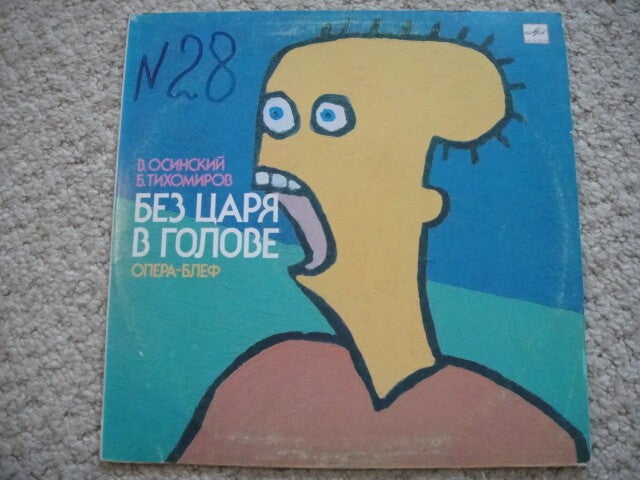 N28
В.ОСИНСКИЙ
Б.ТИХОМИРОВ
БЕЗ ЦАРЯ
В ГОЛОВЕ
ОПЕРА-БЛЕФ